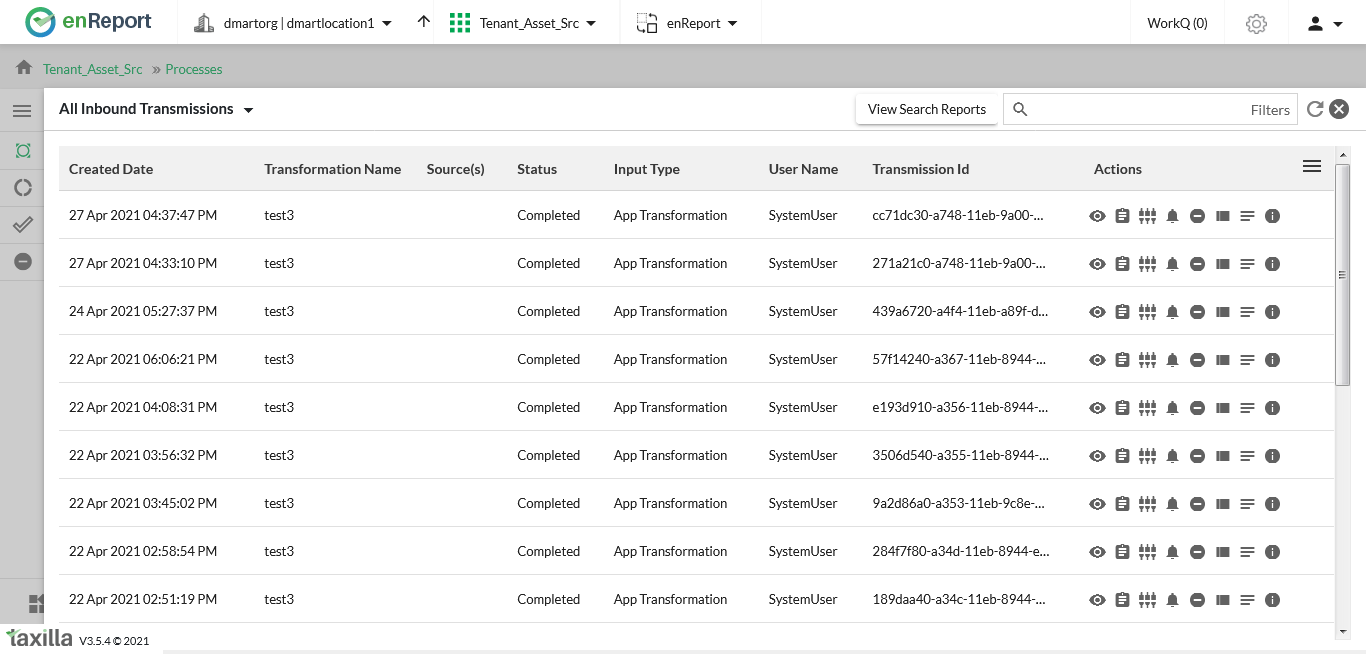 enReport dmartorg | dmartlocation1 Tenant_Asset_Src enReport WorkQ (0)
Tenant_Asset_Src » Processes
All Inbound Transmissions View Search Reports Filters
Created Date Transformation Name Source(s) Status Input Type User Name Transmission Id Actions
27 Apr 2021 04:37:47 PM test3 Completed App Transformation SystemUser cc71dc30-a748-11eb-9a00-...
27 Apr 2021 04:33:10 PM test3 Completed App Transformation SystemUser 271a21c0-a748-11eb-9a00-...
24 Apr 2021 05:27:37 PM test3 Completed App Transformation SystemUser 439a6720-a4f4-11eb-a89f-d...
22 Apr 2021 06:06:21 PM test3 Completed App Transformation SystemUser 57f14240-a367-11eb-8944-...
22 Apr 2021 04:08:31 PM test3 Completed App Transformation SystemUser e193d910-a356-11eb-8944-...
22 Apr 2021 03:56:32 PM test3 Completed App Transformation SystemUser 3506d540-a355-11eb-8944-...
22 Apr 2021 03:45:02 PM test3 Completed App Transformation SystemUser 9a2d86a0-a353-11eb-9c8e-...
22 Apr 2021 02:58:54 PM test3 Completed App Transformation SystemUser 284f7f80-a34d-11eb-8944-e...
22 Apr 2021 02:51:19 PM test3 Completed App Transformation SystemUser 189daa40-a34c-11eb-8944-...
taxilla V3.5.4 © 2021